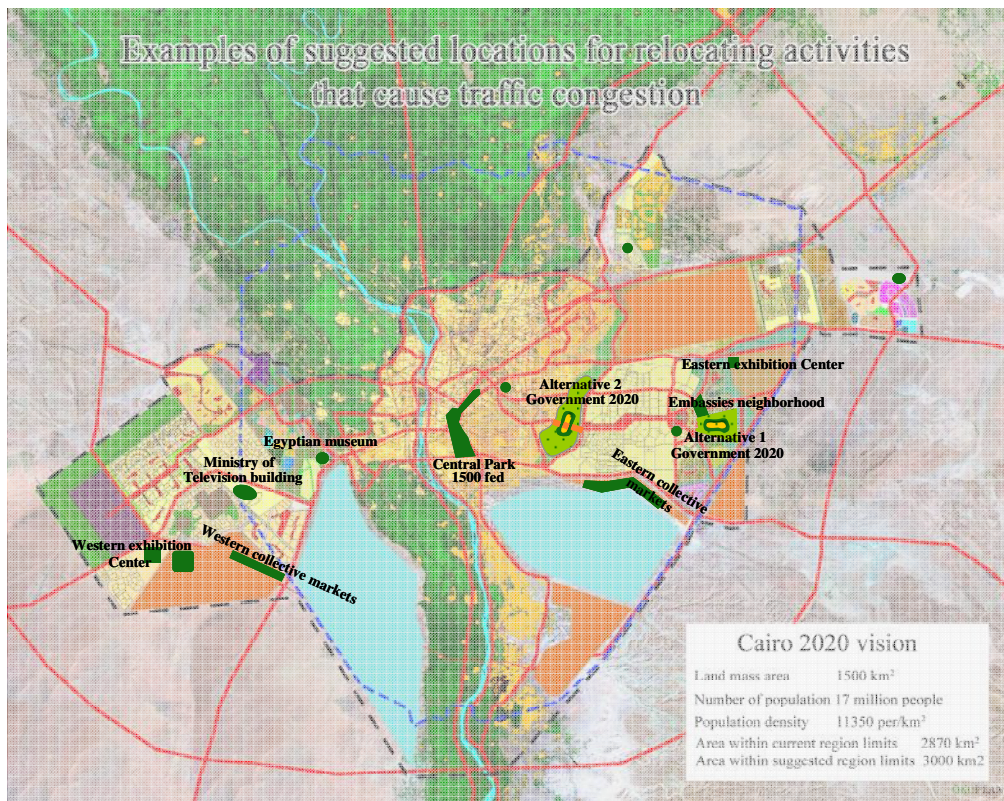 Examples of suggested locations for relocating activities
that cause traffic congestion
Eastern exhibition Center
Alternative 2
Government 2020
Embassies neighborhood
Egyptian museum
Alternative 1
Government 2020
Ministry of
Television building
Central Park
1500 fed
Eastern collective
markets
Western exhibition
Center
Western collective markets
Cairo 2020 vision
Land mass area 1500 km²
Number of population 17 million people
Population density 11350 per/km²
Area within current region limits 2870 km²
Area within suggested region limits 3000 km2